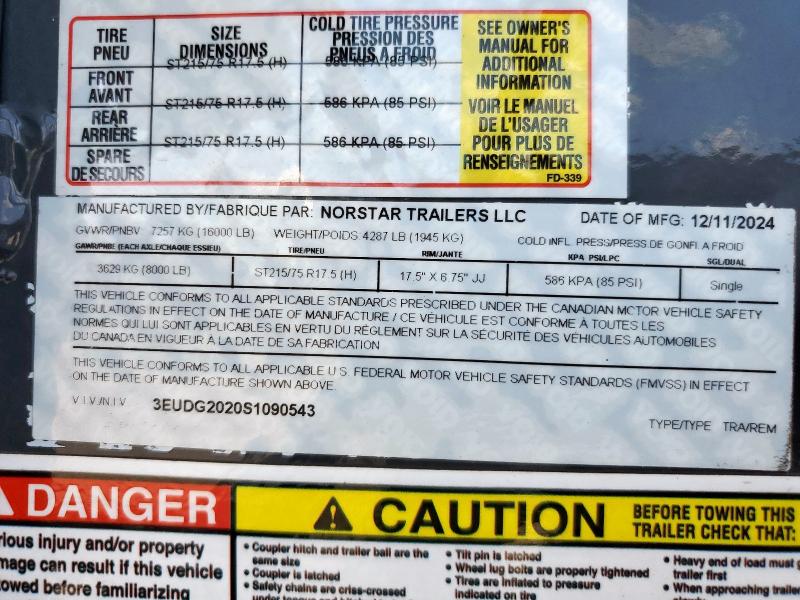 TIRE
PNEU
SIZE
DIMENSIONS
COLD TIRE PRESSURE
PRESSION DES
PNEUS A FROID
SEE OWNER'S
MANUAL FOR
ADDITIONAL
INFORMATION
ST215/75 R17.5 (H)
586 KPA (85 PSI)
FRONT
AVANT
ST215/75 R17.5 (H)
586 KPA (85 PSI)
REAR
ARRIÈRE
ST215/75 R17.5 (H)
586 KPA (85 PSI)
SPARE
DE SECOURS
VOIR LE MANUEL
DE L'USAGER
POUR PLUS DE
RENSEIGNEMENTS
FD-339
MANUFACTURED BY/FABRIQUE PAR: NORSTAR TRAILERS LLC DATE OF MFG: 12/11/2024
GVWR/PNBV 7257 KG (16000 LB) WEIGHT/POIDS 4287 LB (1945 KG) COLD INFL. PRESS/PRESS DE GONFL. A FROID
GAWR/PNBE (EACH AXLE/CHAQUE ESSIEU) TIRE/PNEU RIM/JANTE KPA PSI/LPC SGL/DUAL
3629 KG (8000 LB) ST215/75 R17.5 (H) 17.5" X 6.75" JJ 586 KPA (85 PSI) Single
THIS VEHICLE CONFORMS TO ALL APPLICABLE STANDARDS PRESCRIBED UNDER THE CANADIAN MOTOR VEHICLE SAFETY
REGULATIONS IN EFFECT ON THE DATE OF MANUFACTURE / CE VÉHICULE EST CONFORME À TOUTES LES
NORMES QUI LUI SONT APPLICABLES EN VERTU DU RÉGLEMENT SUR LA SÉCURITÉ DES VÉHICULES AUTOMOBILES
DU CANADA EN VIGUEUR À LA DATE DE SA FABRICATION
THIS VEHICLE CONFORMS TO ALL APPLICABLE U.S. FEDERAL MOTOR VEHICLE SAFETY STANDARDS (FMVSS) IN EFFECT
ON THE DATE OF MANUFACTURE SHOWN ABOVE
V.I.V./N.I.V 3EUDG2020S1090543
TYPE/TYPE TRA/REM
DANGER
rious injury and/or property
mage can result if this vehicle
towed before familiarizing
CAUTION
BEFORE TOWING THIS
TRAILER CHECK THAT:
• Coupler hitch and trailer ball are the
same size
• Coupler is latched
• Safety chains are criss-crossed
• Tilt pin is latched
• Wheel lug bolts are properly tightened
• Tires are inflated to pressure
indicated on tire
• Heavy end of load must g
trailer first
• When approaching trailer